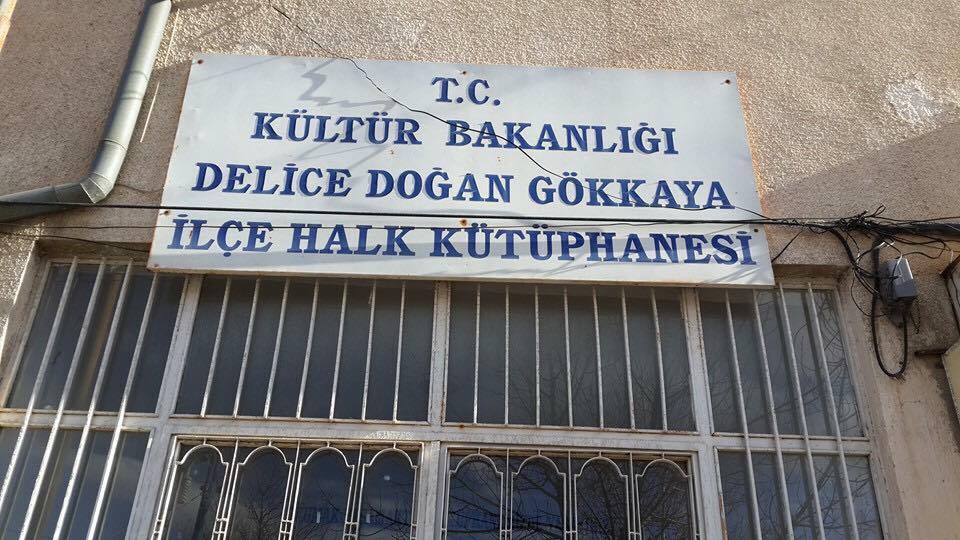 T.C.
KÜLTÜR BAKANLIĞI
DELİCE DOĞAN GÖKKAYA
İLÇE HALK KÜTÜPHANESİ